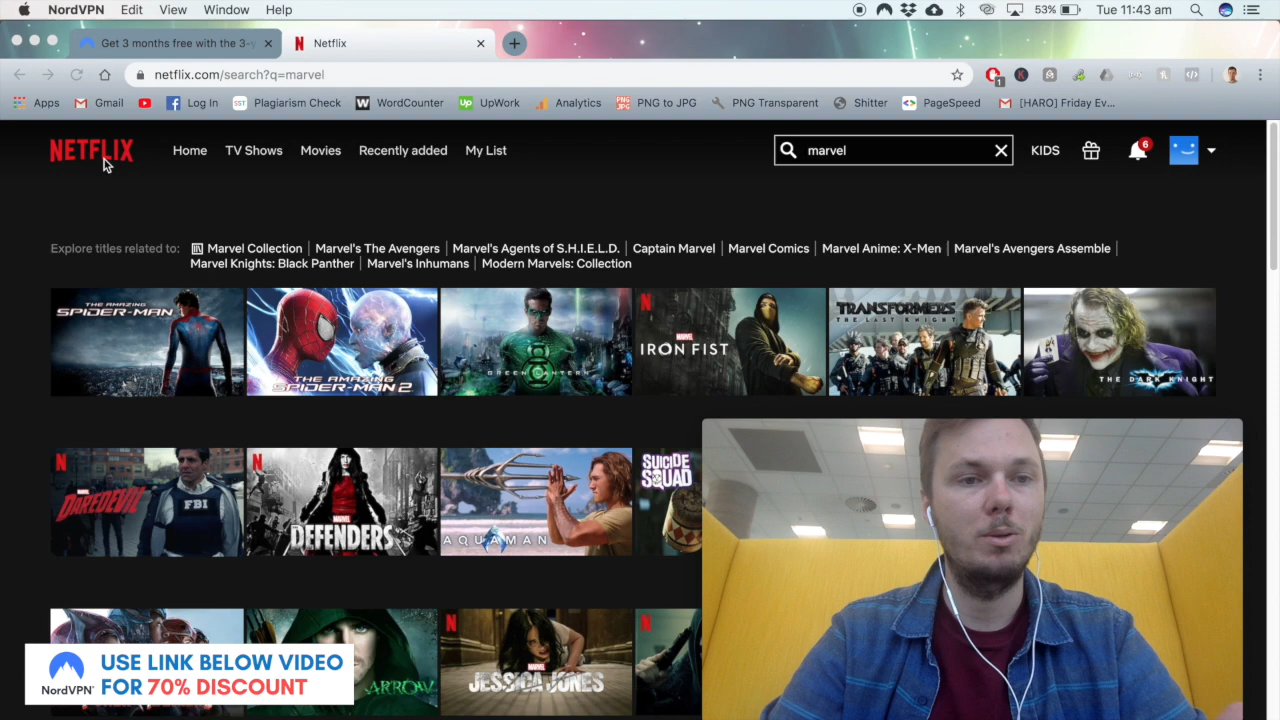 NordVPN Edit View Window Help 53% Tue 11:43 am
Get 3 months free with the 3-y Netflix
netflix.com/search?q=marvel
Apps Gmail Log In SST Plagiarism Check W WordCounter Up UpWork Analytics PNG to JPG PNG Transparent Shitter PageSpeed [HARO] Friday Ev...
NETFLIX Home TV Shows Movies Recently added My List marvel KIDS 6
Explore titles related to: Marvel Collection | Marvel's The Avengers | Marvel's Agents of S.H.I.E.L.D. | Captain Marvel | Marvel Comics | Marvel Anime: X-Men | Marvel's Avengers Assemble |
Marvel Knights: Black Panther | Marvel's Inhumans | Modern Marvels: Collection
THE AMAZING
SPIDER-MAN
THE AMAZING
SPIDER-MAN 2
GREEN LANTERN
MARVEL
IRON FIST
TRANSFORMERS
THE LAST KNIGHT
THE DARK KNIGHT
DAREDEVIL
FBI
MARVEL
DEFENDERS
AQUAMAN
SUICIDE
SQUAD
ARROW
MARVEL
JESSICA JONES
NordVPN
USE LINK BELOW VIDEO
FOR 70% DISCOUNT